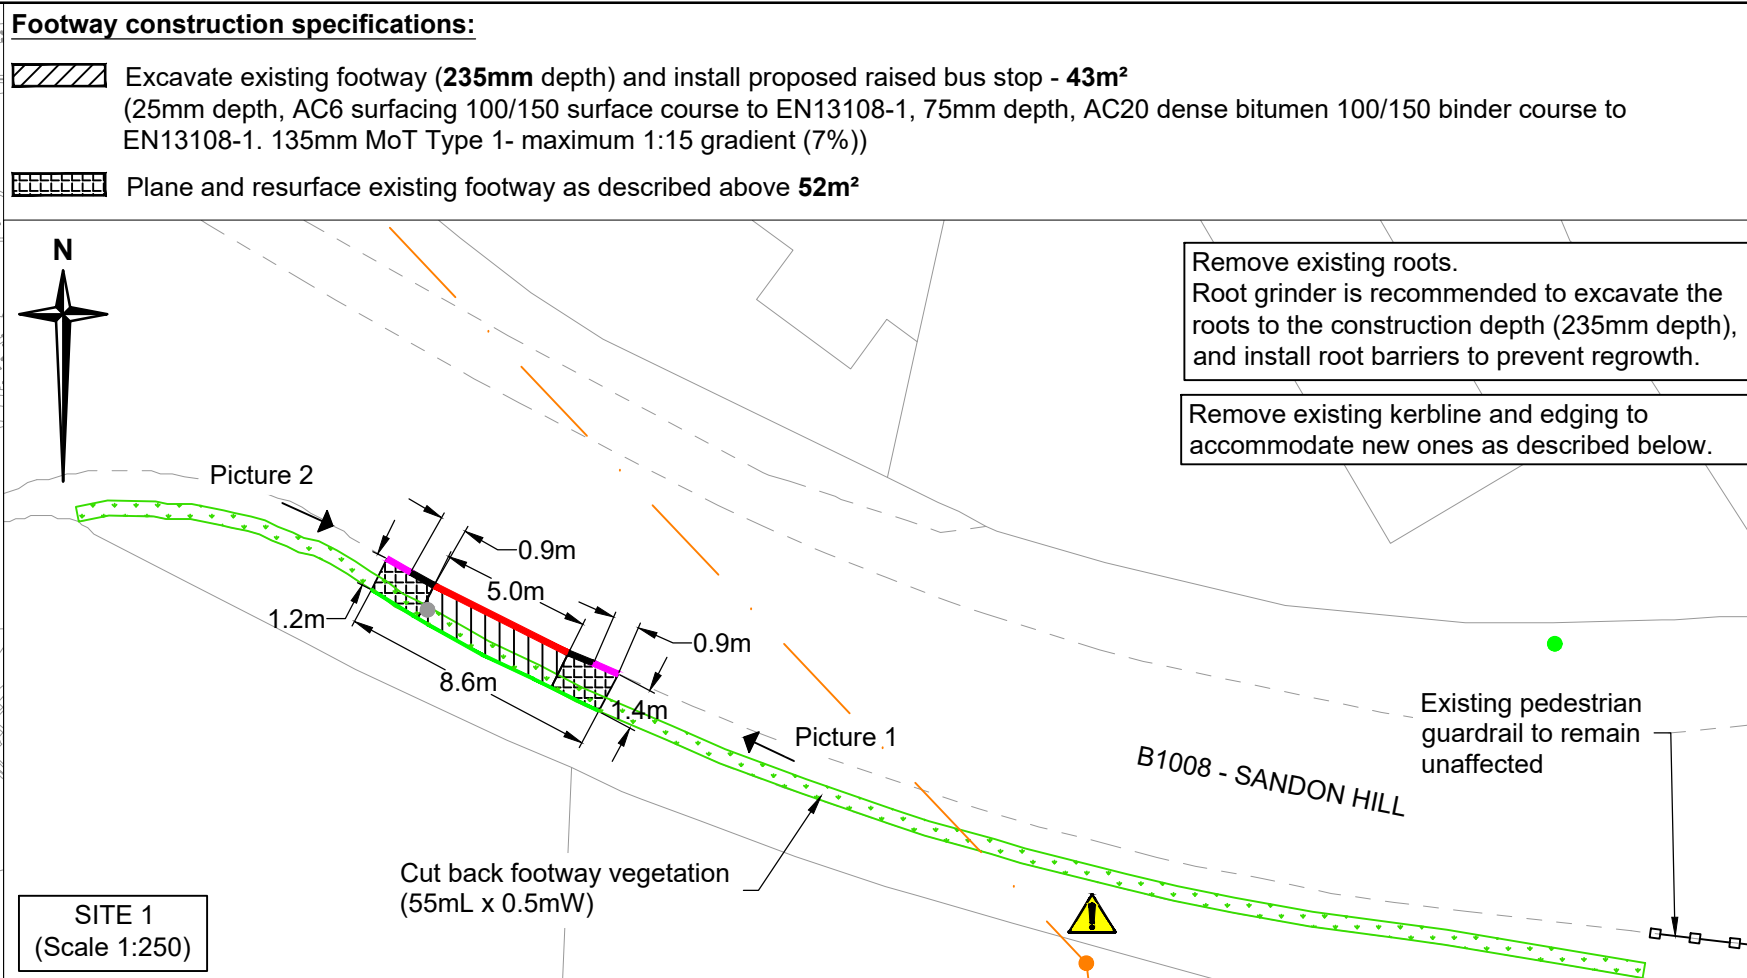 Footway construction specifications:
Excavate existing footway (235mm depth) and install proposed raised bus stop - 43m²
(25mm depth, AC6 surfacing 100/150 surface course to EN13108-1, 75mm depth, AC20 dense bitumen 100/150 binder course to
EN13108-1. 135mm MoT Type 1- maximum 1:15 gradient (7%))
Plane and resurface existing footway as described above 52m²
N
Remove existing roots.
Root grinder is recommended to excavate the
roots to the construction depth (235mm depth),
and install root barriers to prevent regrowth.
Remove existing kerbline and edging to
accommodate new ones as described below.
Picture 2
0.9m
5.0m
1.2m
0.9m
8.6m
1.4m
Picture 1
B1008 - SANDON HILL
Existing pedestrian
guardrail to remain
unaffected
Cut back footway vegetation
(55mL x 0.5mW)
SITE 1
(Scale 1:250)